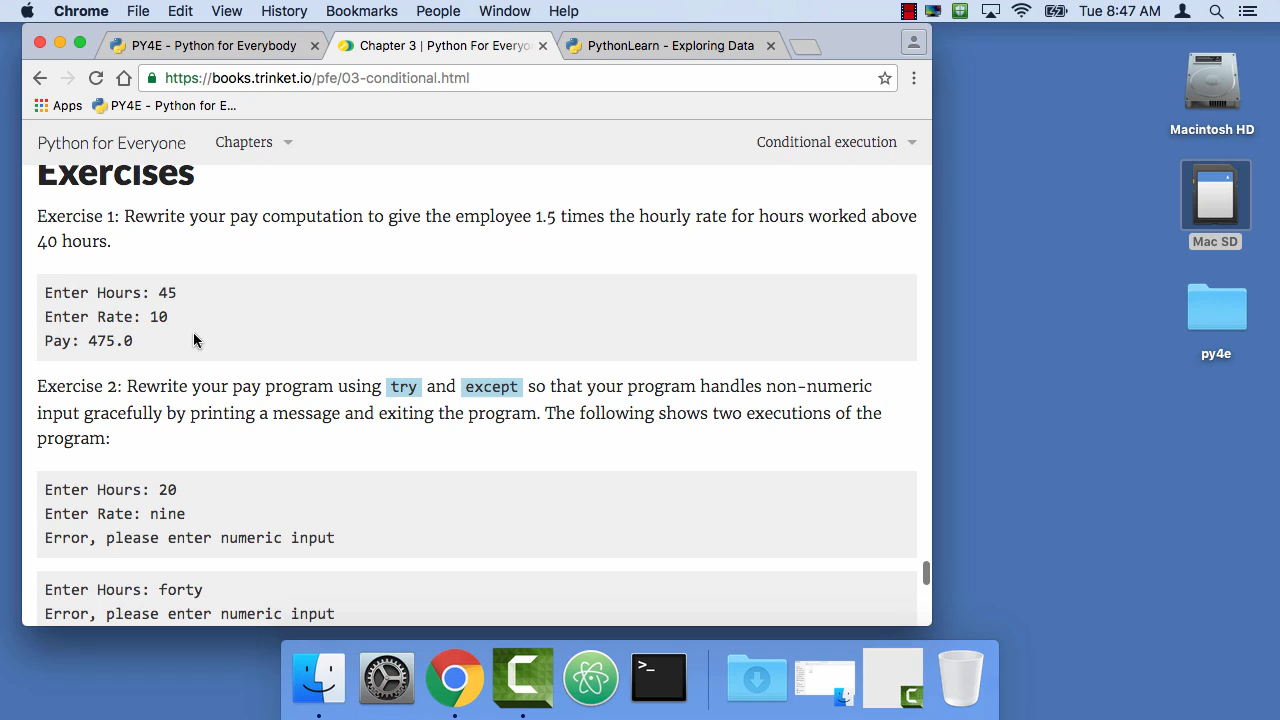 Chrome File Edit View History Bookmarks People Window Help Tue 8:47 AM
PY4E - Python for Everybody Chapter 3 | Python For Everyo PythonLearn - Exploring Data
https://books.trinket.io/pfe/03-conditional.html
Apps PY4E - Python for E...
Python for Everyone Chapters Conditional execution
Exercises
Exercise 1: Rewrite your pay computation to give the employee 1.5 times the hourly rate for hours worked above
40 hours.
Enter Hours: 45
Enter Rate: 10
Pay: 475.0
Exercise 2: Rewrite your pay program using try and except so that your program handles non-numeric
input gracefully by printing a message and exiting the program. The following shows two executions of the
program:
Enter Hours: 20
Enter Rate: nine
Error, please enter numeric input
Enter Hours: forty
Error, please enter numeric input
Macintosh HD
Mac SD
py4e